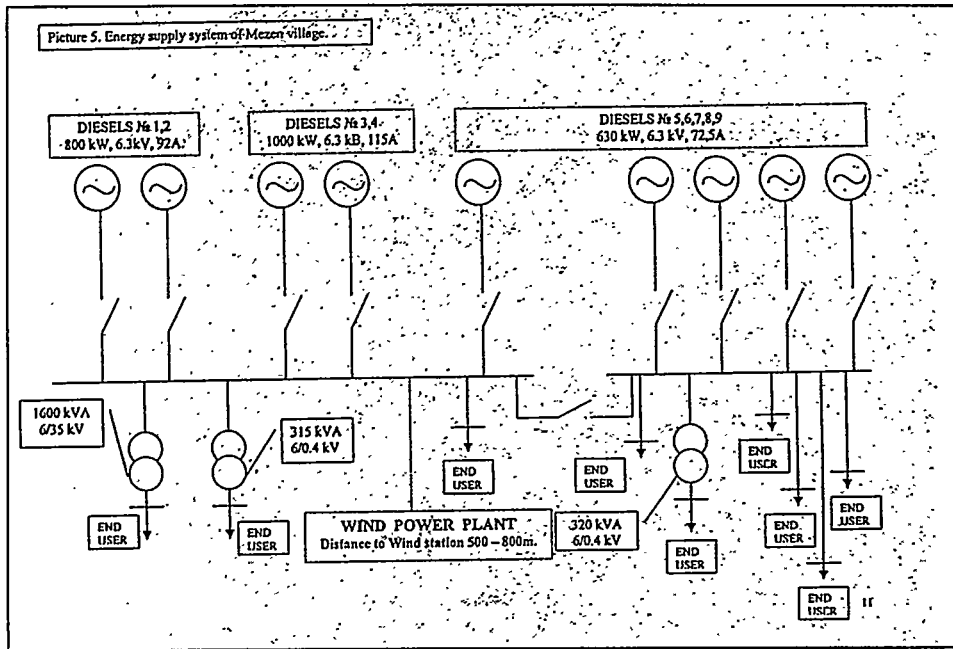 Picture 5. Energy supply system of Mezen village.
DIESELS № 1,2
800 kW, 6.3kV, 92A.
DIESELS № 3,4
1000 kW, 6.3 kB, 115A
DIESELS № 5,6,7,8,9
630 kW, 6.3 kV, 72.5A
1600 kVA
6/35 kV
315 kVA
6/0.4 kV
END
USER
END
USER
END
USER
WIND POWER PLANT
Distance to Wind station 500 – 800m.
END
USER
320 kVA
6/0.4 kV
END
USER
END
USER
END
USER
END
USER
END
USER